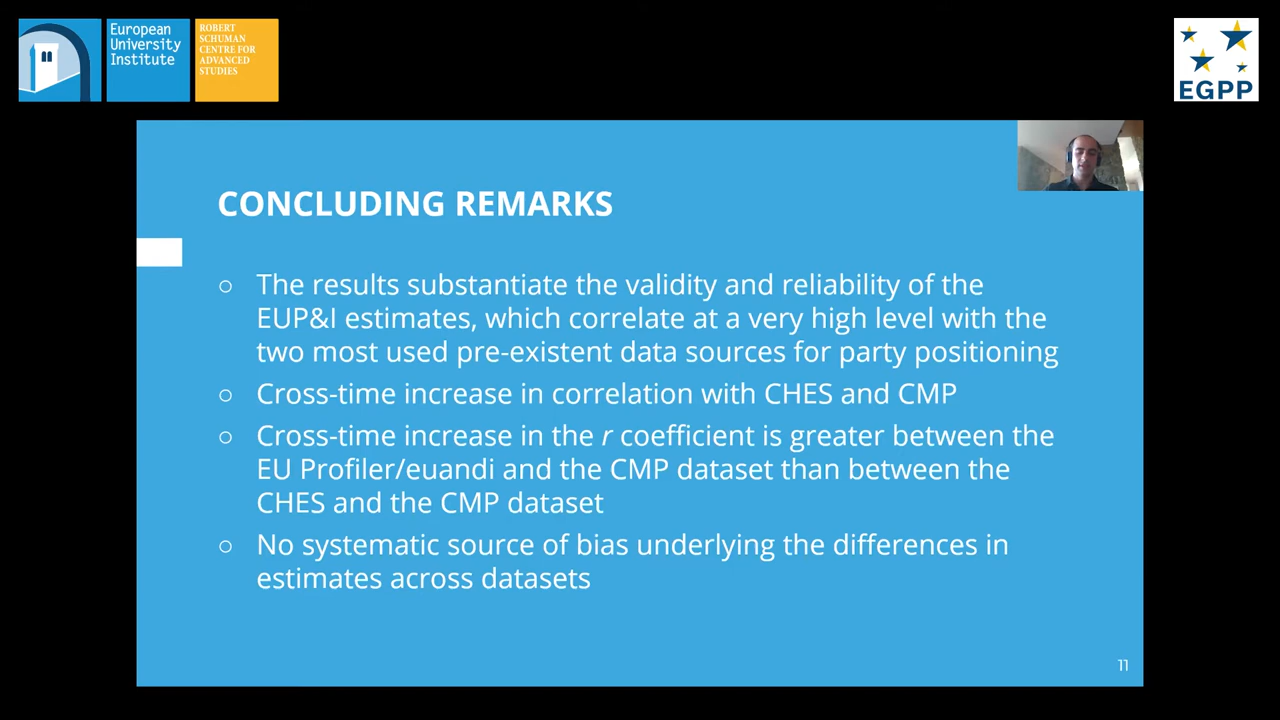 European
University
Institute
ROBERT
SCHUMAN
CENTRE FOR
ADVANCED
STUDIES
EGPP
CONCLUDING REMARKS
○ The results substantiate the validity and reliability of the
EUP&I estimates, which correlate at a very high level with the
two most used pre-existent data sources for party positioning
○ Cross-time increase in correlation with CHES and CMP
○ Cross-time increase in the r coefficient is greater between the
EU Profiler/euandi and the CMP dataset than between the
CHES and the CMP dataset
○ No systematic source of bias underlying the differences in
estimates across datasets
11